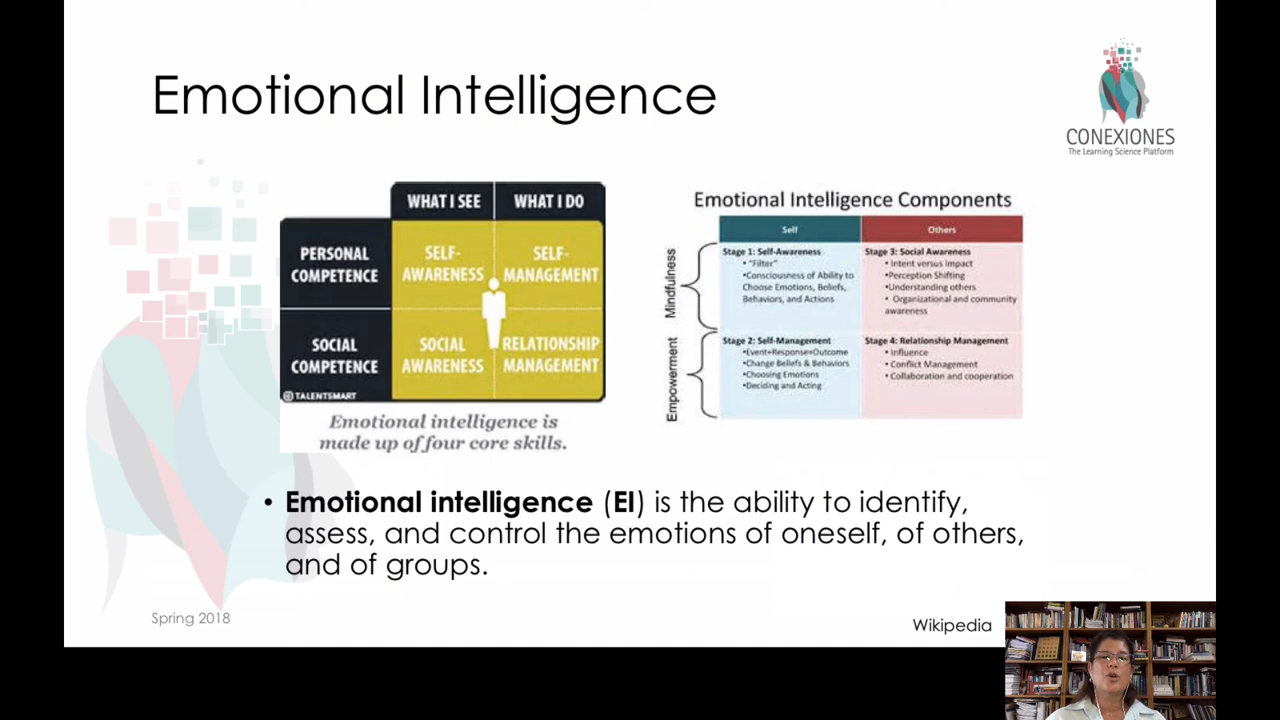 Emotional Intelligence
CONEXIONES
The Learning Science Platform
WHAT I SEE
WHAT I DO
PERSONAL
COMPETENCE
SELF-
AWARENESS
SELF-
MANAGEMENT
SOCIAL
COMPETENCE
SOCIAL
AWARENESS
RELATIONSHIP
MANAGEMENT
TALENTSMART
Emotional intelligence is
made up of four core skills.
Emotional Intelligence Components
Self
Others
Mindfulness
Stage 1: Self-Awareness
• "Filter"
•Consciousness of Ability to
Choose Emotions, Beliefs,
Behaviors, and Actions
Stage 3: Social Awareness
• Intent versus Impact
•Perception Shifting
•Understanding others
• Organizational and community
awareness
Empowerment
Stage 2: Self-Management
•Event+Response=Outcome
•Change Beliefs & Behaviors
•Choosing Emotions
•Deciding and Acting
Stage 4: Relationship Management
•Influence
•Conflict Management
•Collaboration and cooperation
• Emotional intelligence (EI) is the ability to identify,
assess, and control the emotions of oneself, of others,
and of groups.
Spring 2018
Wikipedia